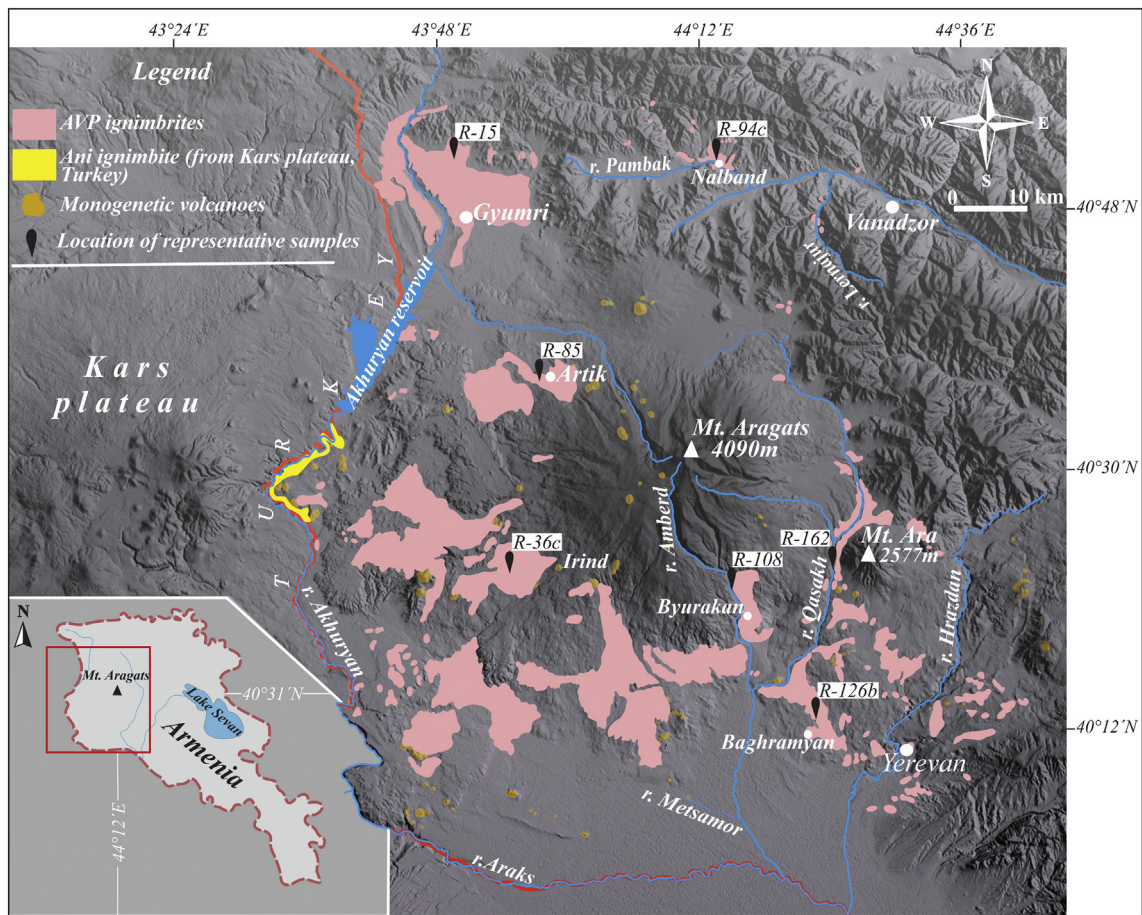 43°24´E
43°48´E
44°12´E
44°36´E
Legend
AVP ignimbrites
Ani ignimbite (from Kars plateau,
Turkey)
Monogenetic volcanoes
Location of representative samples
N
W
E
S
0 10 km
R-15
R-94c
r. Pambak
Nalband
Gyumri
Vanadzor
40°48´N
r. Lernajur
Akhuryan reservoit
TURKEY
Kars
plateau
R-85
Artik
Mt. Aragats
4090m
40°30´N
r. Amberd
R-162
Mt. Ara
2577m
R-36c
Irind
R-108
Byurakan
r. Qasakh
r. Hrazdan
r. Akhuryan
R-126b
Baghramyan
40°12´N
Yerevan
r. Metsamor
r.Araks
N
Mt. Aragats
40°31´N
Lake Sevan
Armenia
44°12´E